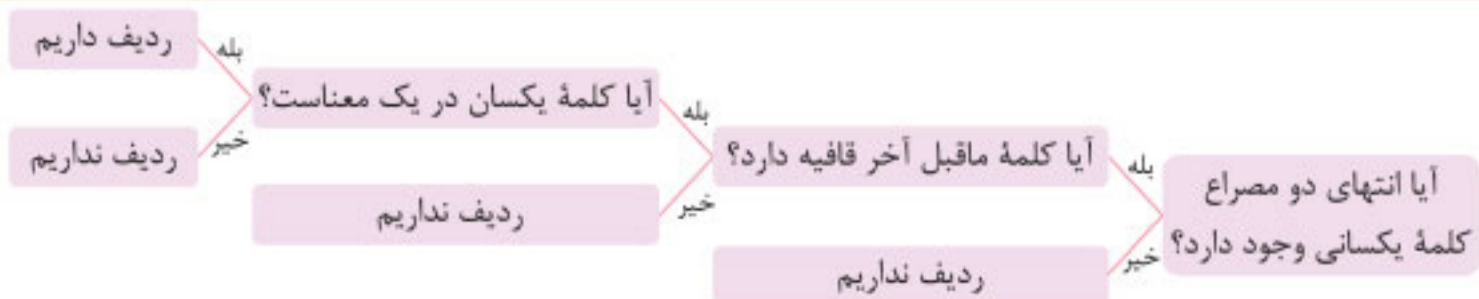 آیا انتهای دو مصراع
کلمهٔ یکسانی وجود دارد؟
بله
خیر
آیا کلمهٔ ماقبل آخر قافیه دارد؟
ردیف نداریم
بله
خیر
آیا کلمهٔ یکسان در یک معناست؟
ردیف نداریم
بله
خیر
ردیف داریم
ردیف نداریم